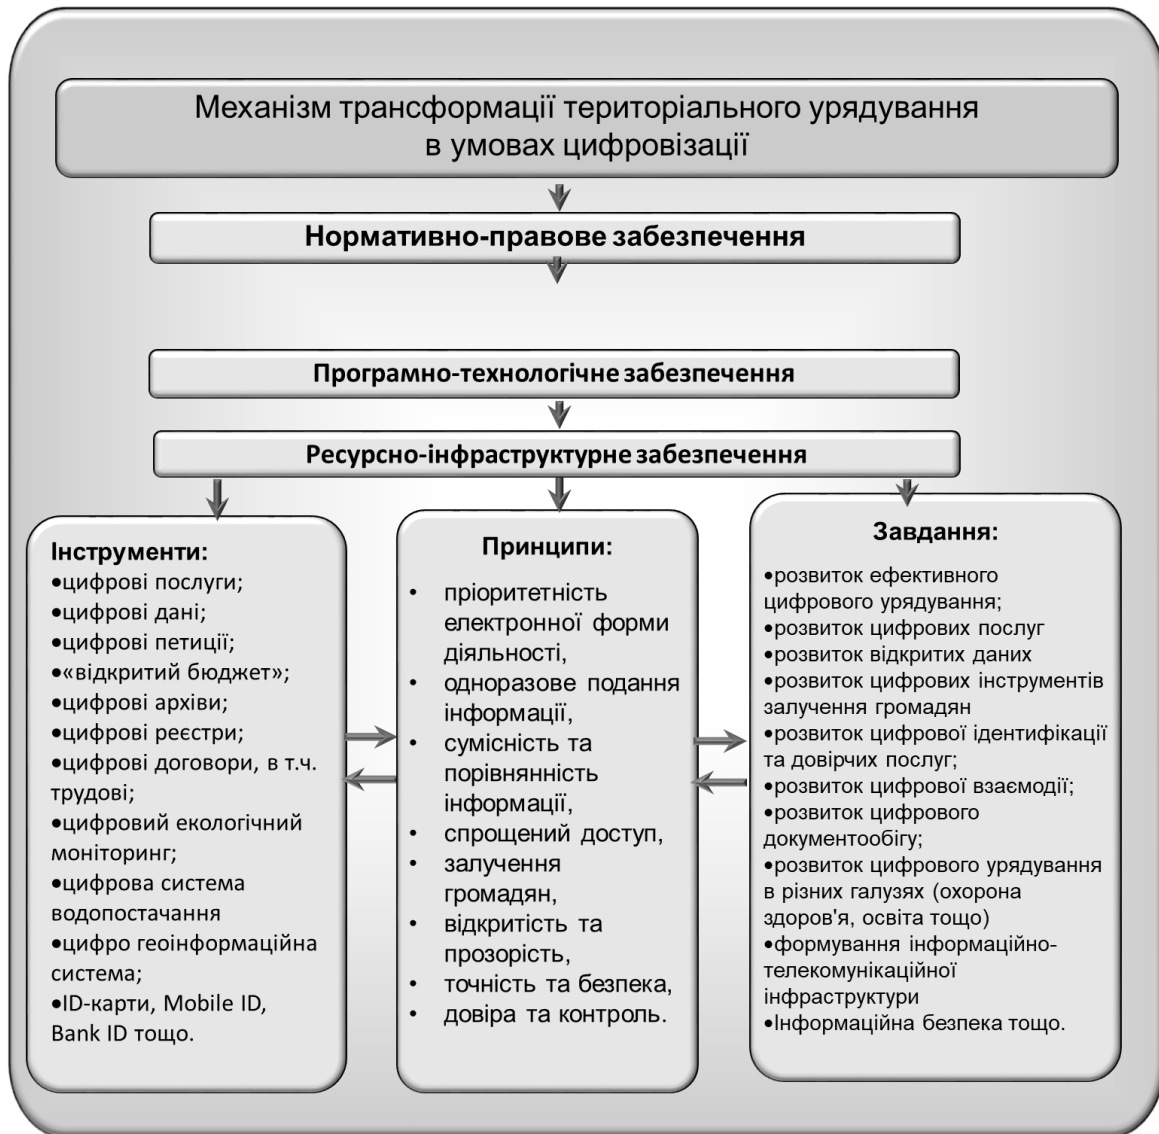 Механізм трансформації територіального урядування
в умовах цифровізації
Нормативно-правове забезпечення
Програмно-технологічне забезпечення
Ресурсно-інфраструктурне забезпечення
Інструменти:
•цифрові послуги;
•цифрові дані;
•цифрові петиції;
•«відкритий бюджет»;
•цифрові архіви;
•цифрові реєстри;
•цифрові договори, в т.ч.
трудові;
•цифровий екологічний
моніторинг;
•цифрова система
водопостачання
•цифро геоінформаційна
система;
•ID-карти, Mobile ID,
Bank ID тощо.
Принципи:
• пріоритетність
електронної форми
діяльності,
• одноразове подання
інформації,
• сумісність та
порівнянність
інформації,
• спрощений доступ,
• залучення
громадян,
• відкритість та
прозорість,
• точність та безпека,
• довіра та контроль.
Завдання:
•розвиток ефективного
цифрового урядування;
•розвиток цифрових послуг
•розвиток відкритих даних
•розвиток цифрових інструментів
залучення громадян
•розвиток цифрової ідентифікації
та довірчих послуг;
•розвиток цифрової взаємодії;
•розвиток цифрового
документообігу;
•розвиток цифрового урядування
в різних галузях (охорона
здоров'я, освіта тощо)
•формування інформаційно-
телекомунікаційної
інфраструктури
•Інформаційна безпека тощо.